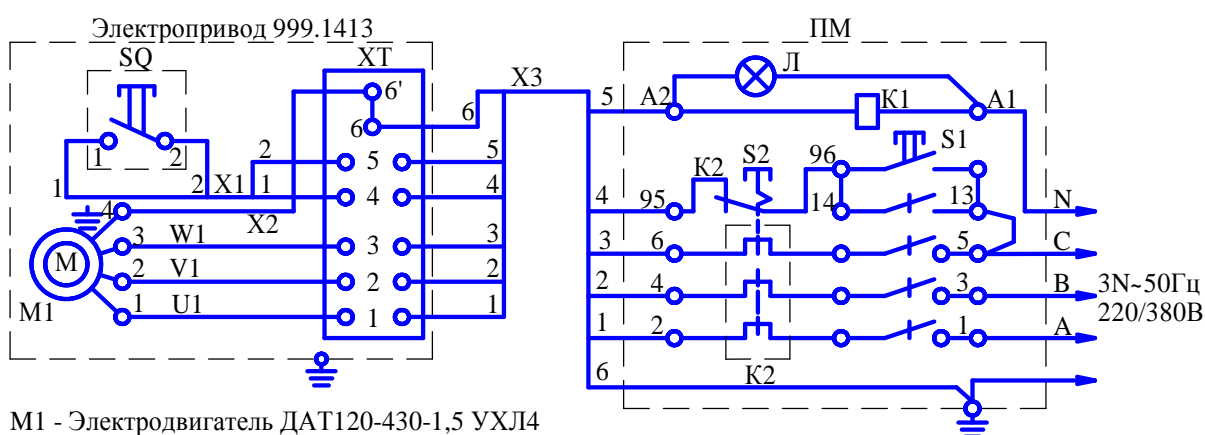 Электропривод 999.1413
ПМ
SQ
XT
6'
6
X3
5
A2
Л
K1
A1
1
2
1
2
X1
2
1
5
4
6
5
4
K2
S2
96
S1
4
95
14
13
N
4
X2
3
W1
3
3
3
6
5
C
M
2
V1
2
2
2
4
3
B
3N~50Гц
M1
1
U1
1
1
1
2
1
A
220/380В
6
K2
М1 - Электродвигатель ДАТ120-430-1,5 УХЛ4